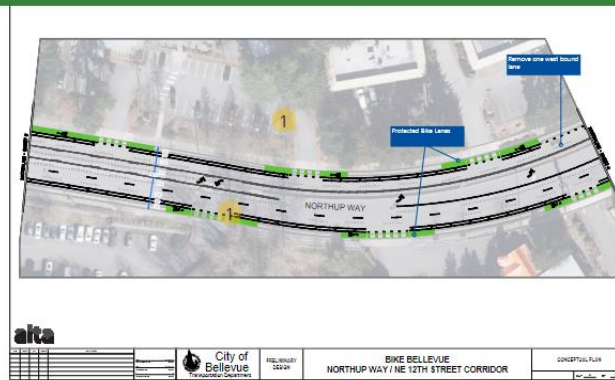 Remove one west bound
lane
1
Protected Bike Lanes
NORTHUP WAY
1
alta
City of
Bellevue
Transportation Department
PRELIMINARY
DESIGN
BIKE BELLEVUE
NORTHUP WAY / NE 12TH STREET CORRIDOR
CONCEPTUAL PLAN